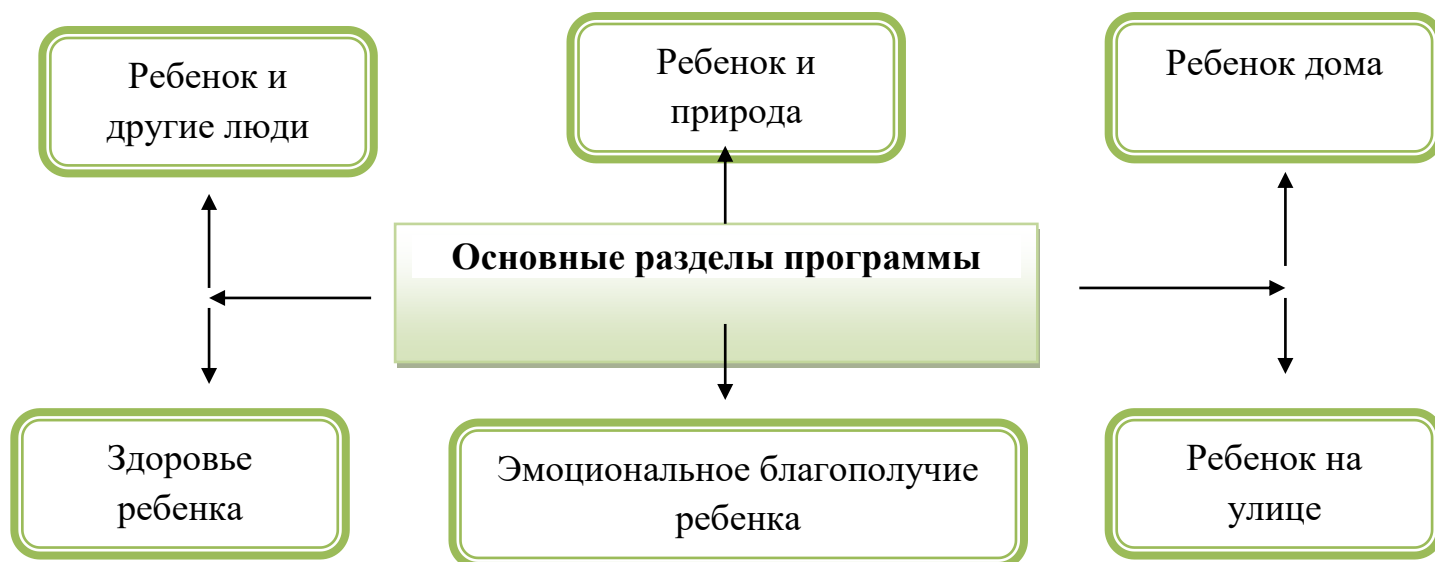 Ребенок и
другие люди
Ребенок и
природа
Ребенок дома
Основные разделы программы
Здоровье
ребенка
Эмоциональное благополучие
ребенка
Ребенок на
улице